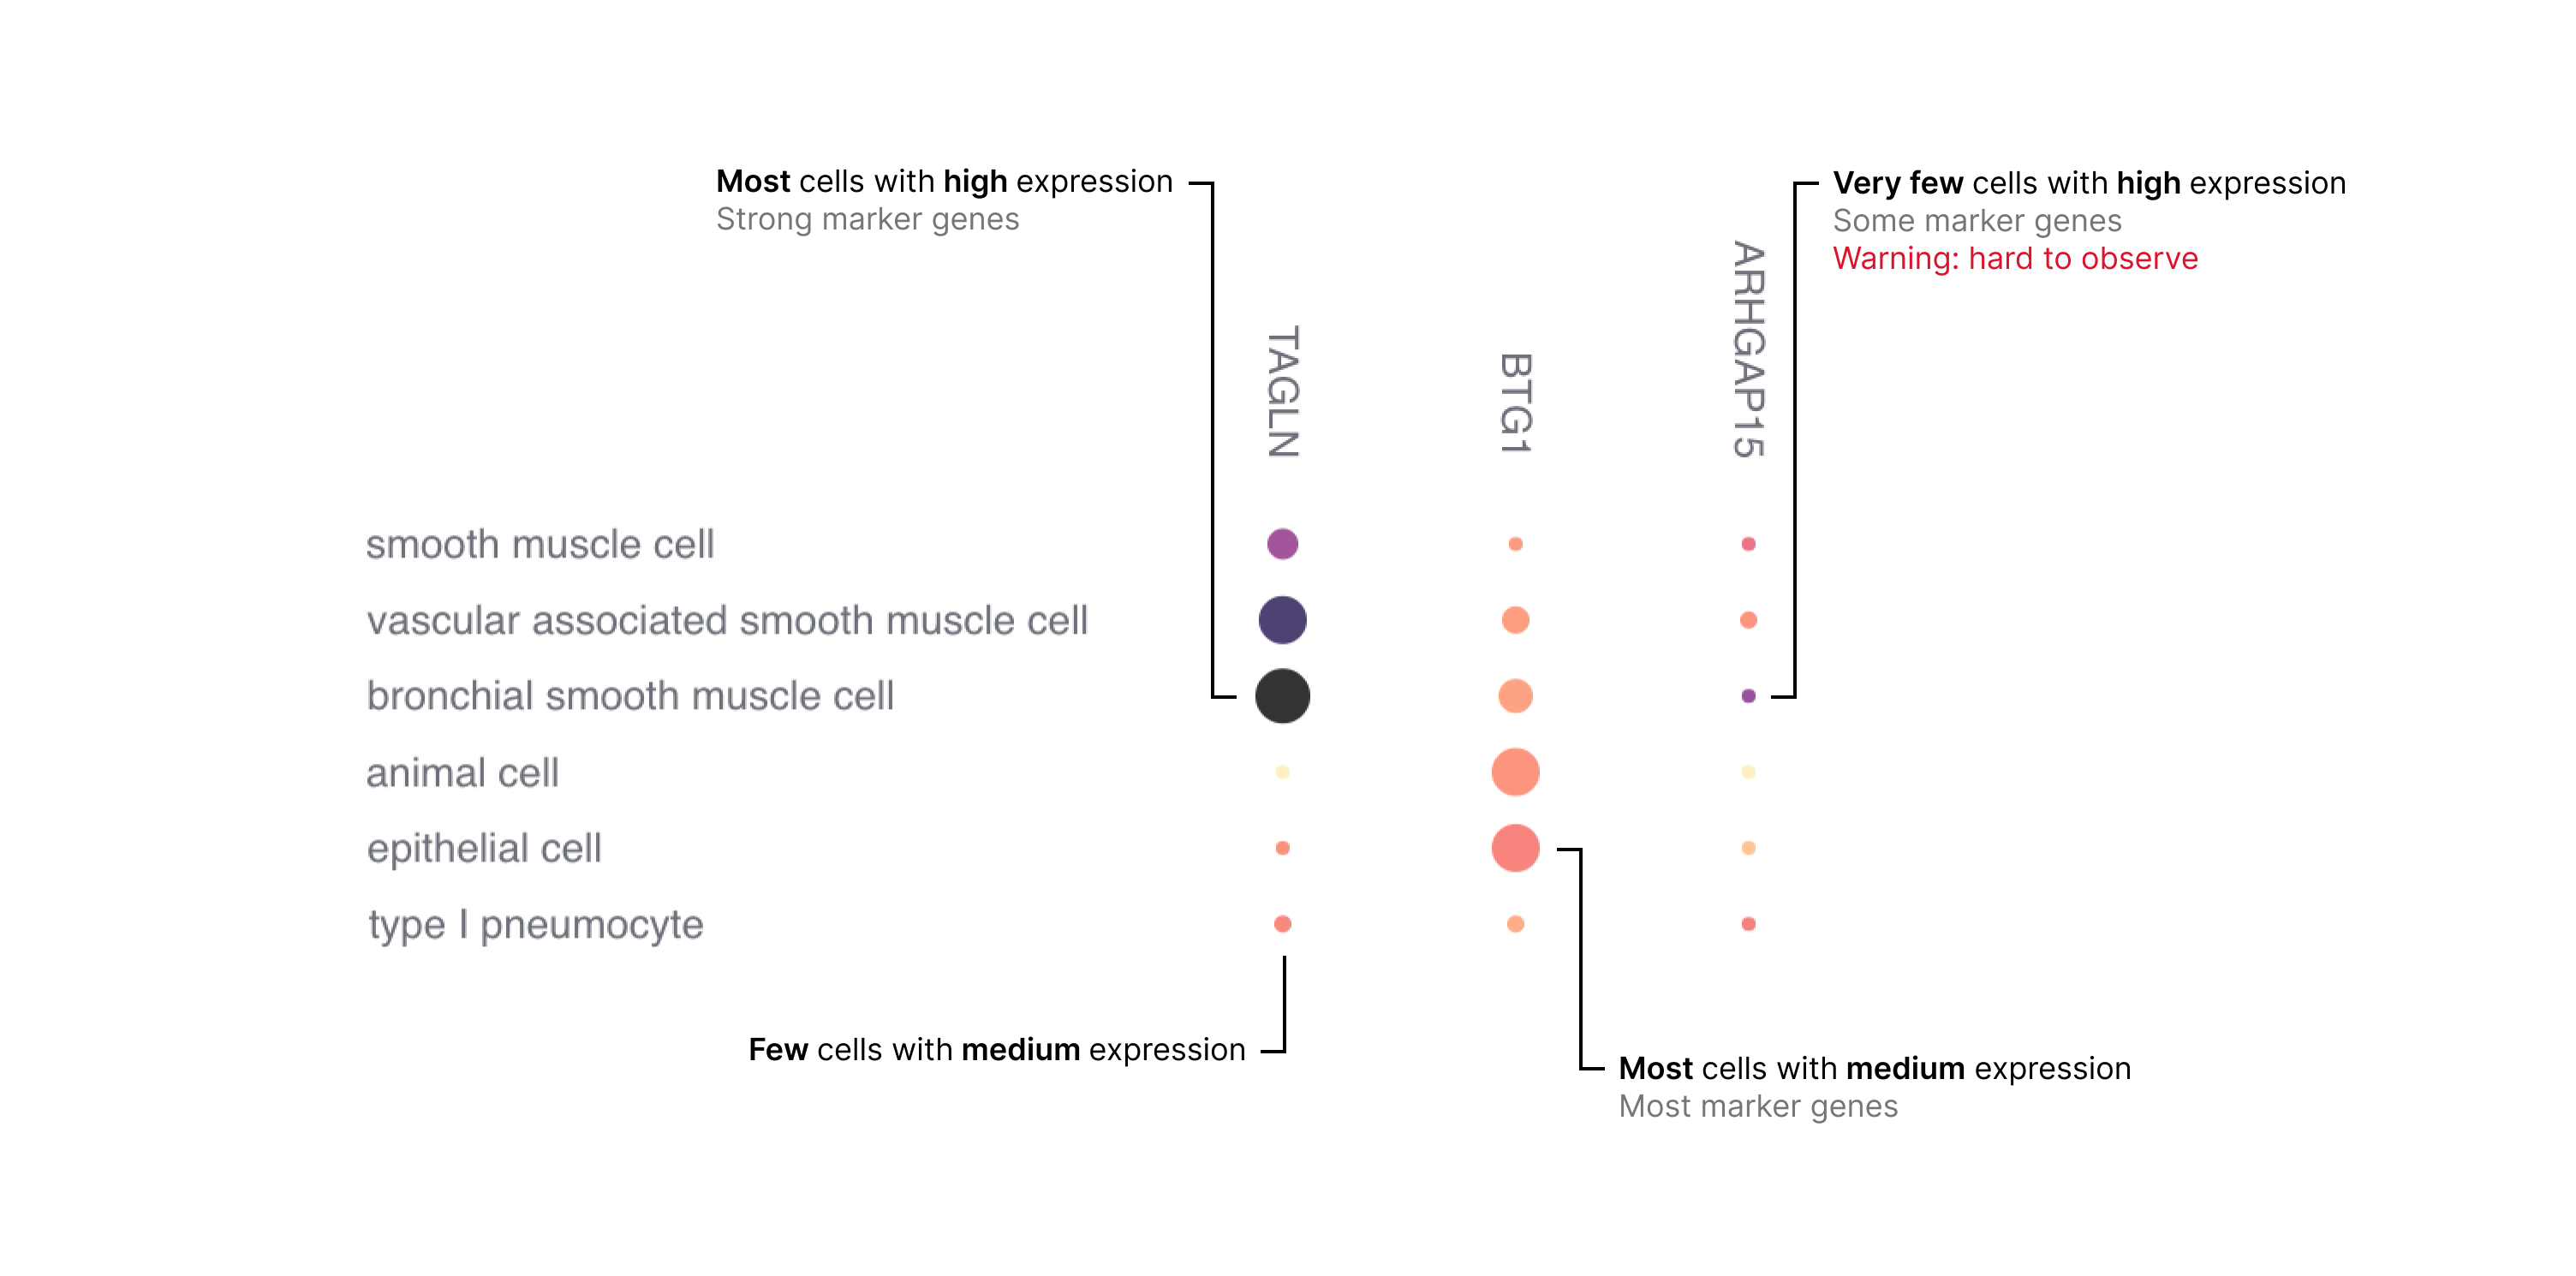 Most cells with high expression
Strong marker genes
Very few cells with high expression
Some marker genes
Warning: hard to observe
TAGLN
BTG1
ARHGAP15
smooth muscle cell
vascular associated smooth muscle cell
bronchial smooth muscle cell
animal cell
epithelial cell
type I pneumocyte
Few cells with medium expression
Most cells with medium expression
Most marker genes